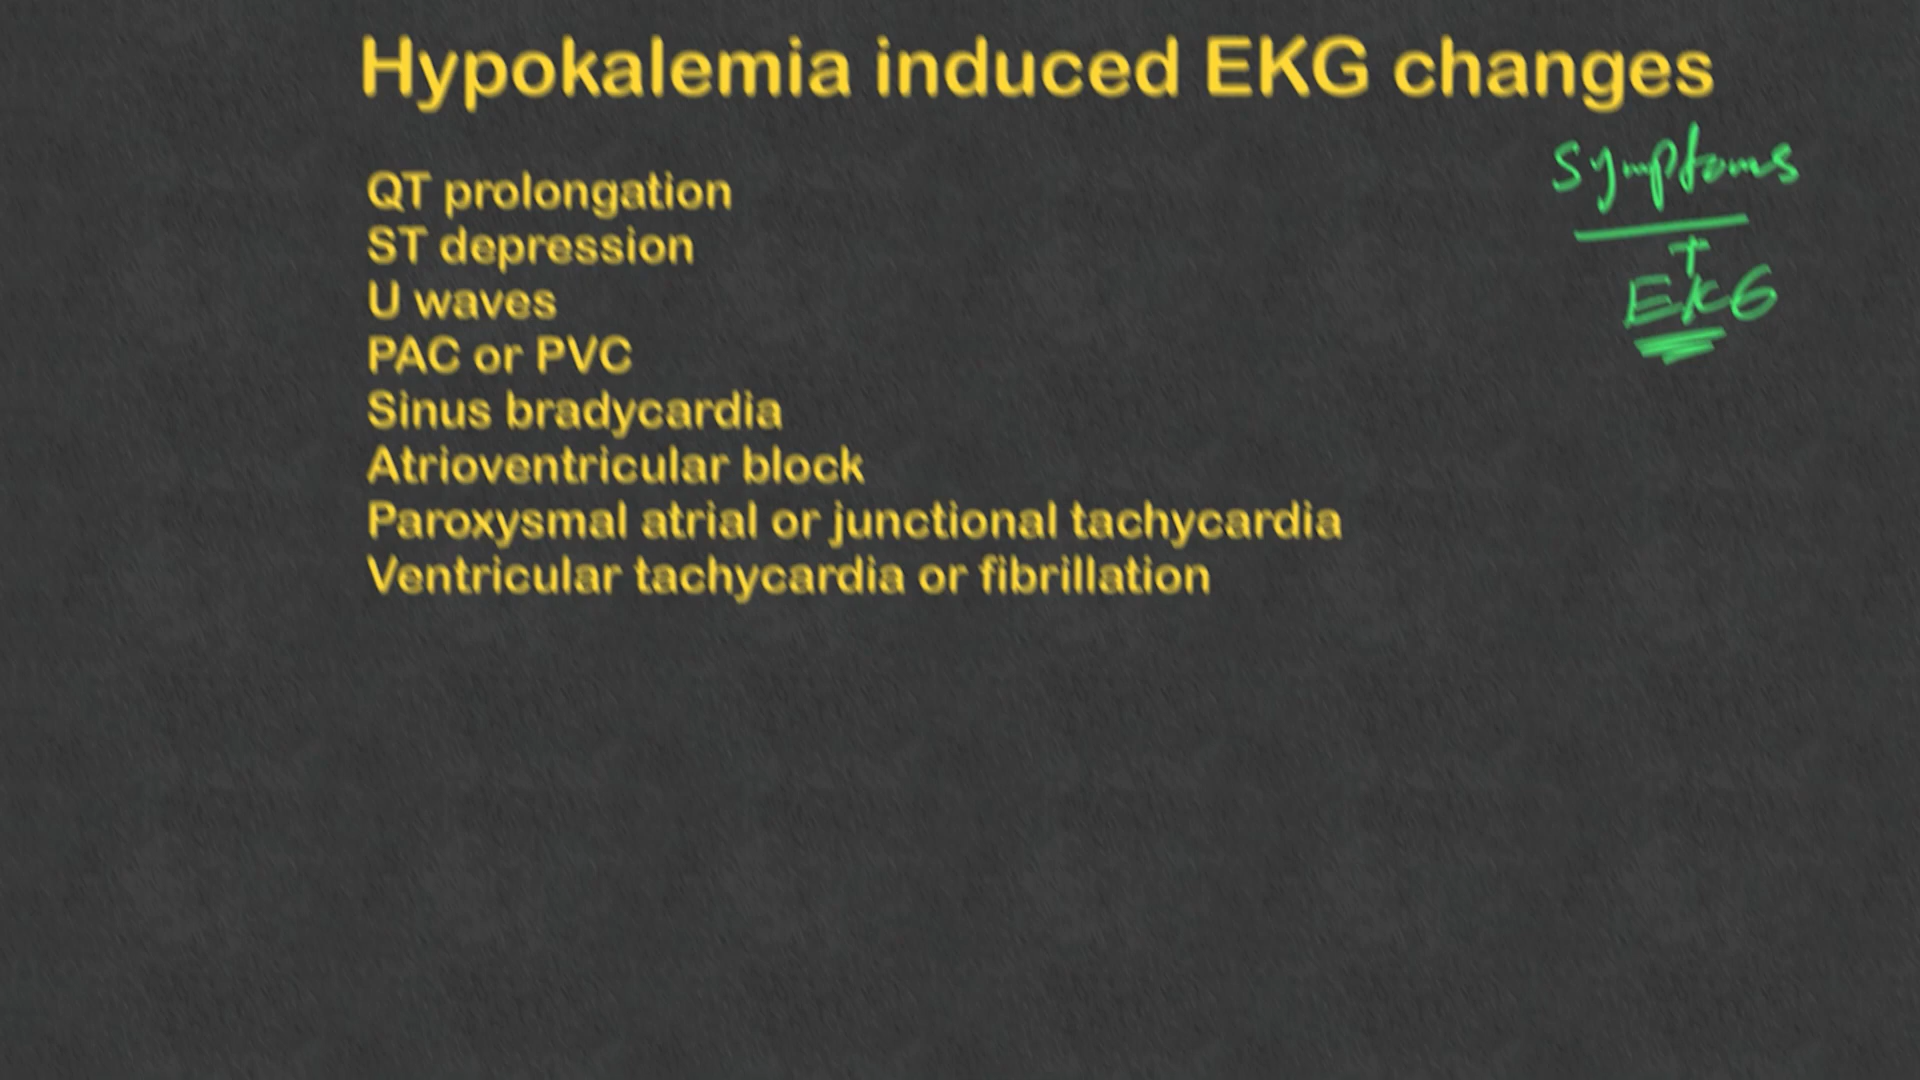 Hypokalemia induced EKG changes
Symptoms
+
EKG
QT prolongation
ST depression
U waves
PAC or PVC
Sinus bradycardia
Atrioventricular block
Paroxysmal atrial or junctional tachycardia
Ventricular tachycardia or fibrillation